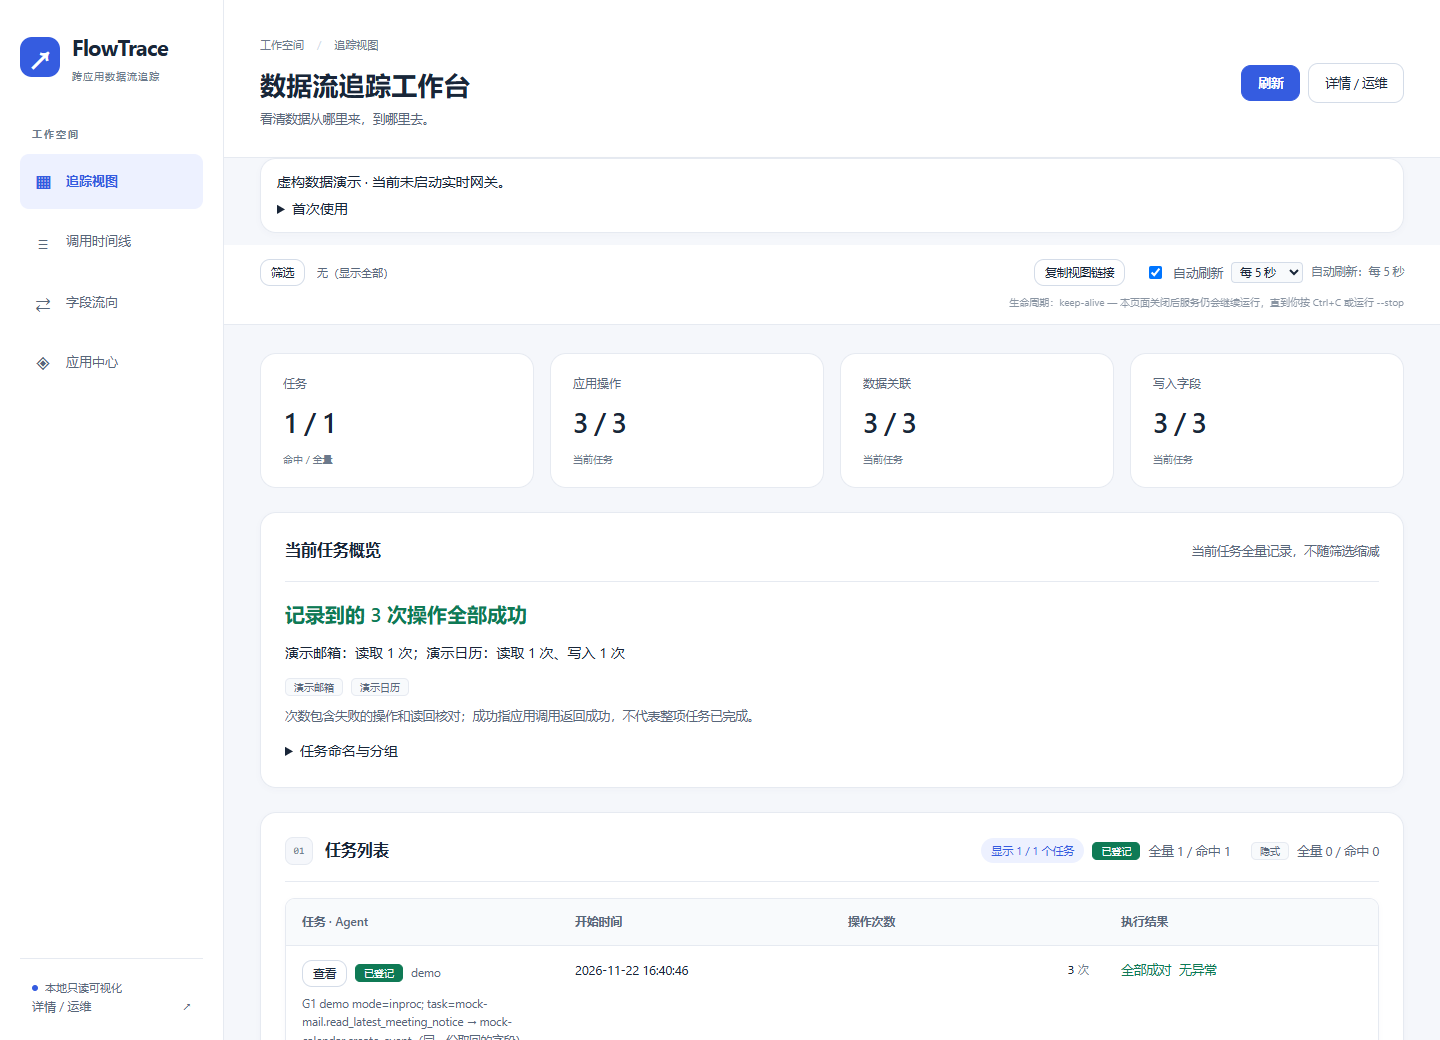 FlowTrace
跨应用数据流追踪
工作空间
追踪视图
调用时间线
字段流向
应用中心
本地只读可视化
详情 / 运维
工作空间 / 追踪视图
数据流追踪工作台
看清数据从哪里来，到哪里去。
刷新
详情 / 运维
虚构数据演示 · 当前未启动实时网关。
首次使用
筛选 无（显示全部）
复制视图链接 自动刷新 每 5 秒 自动刷新：每 5 秒
生命周期：keep-alive — 本页面关闭后服务仍会继续运行，直到你按 Ctrl+C 或运行 --stop
任务
1 / 1
命中 / 全量
应用操作
3 / 3
当前任务
数据关联
3 / 3
当前任务
写入字段
3 / 3
当前任务
当前任务概览
当前任务全量记录，不随筛选缩减
记录到的 3 次操作全部成功
演示邮箱：读取 1 次；演示日历：读取 1 次、写入 1 次
演示邮箱 演示日历
次数包含失败的操作和读回核对；成功指应用调用返回成功，不代表整项任务已完成。
任务命名与分组
01 任务列表
显示 1 / 1 个任务 已登记 全量 1 / 命中 1 隐式 全量 0 / 命中 0
任务 · Agent 开始时间 操作次数 执行结果
查看 已登记 demo 2026-11-22 16:40:46 3 次 全部成对 无异常
G1 demo mode=inproc; task=mock-
mail.read_latest_meeting_notice → mock-
calendar.create_event（同一份取回的字段）